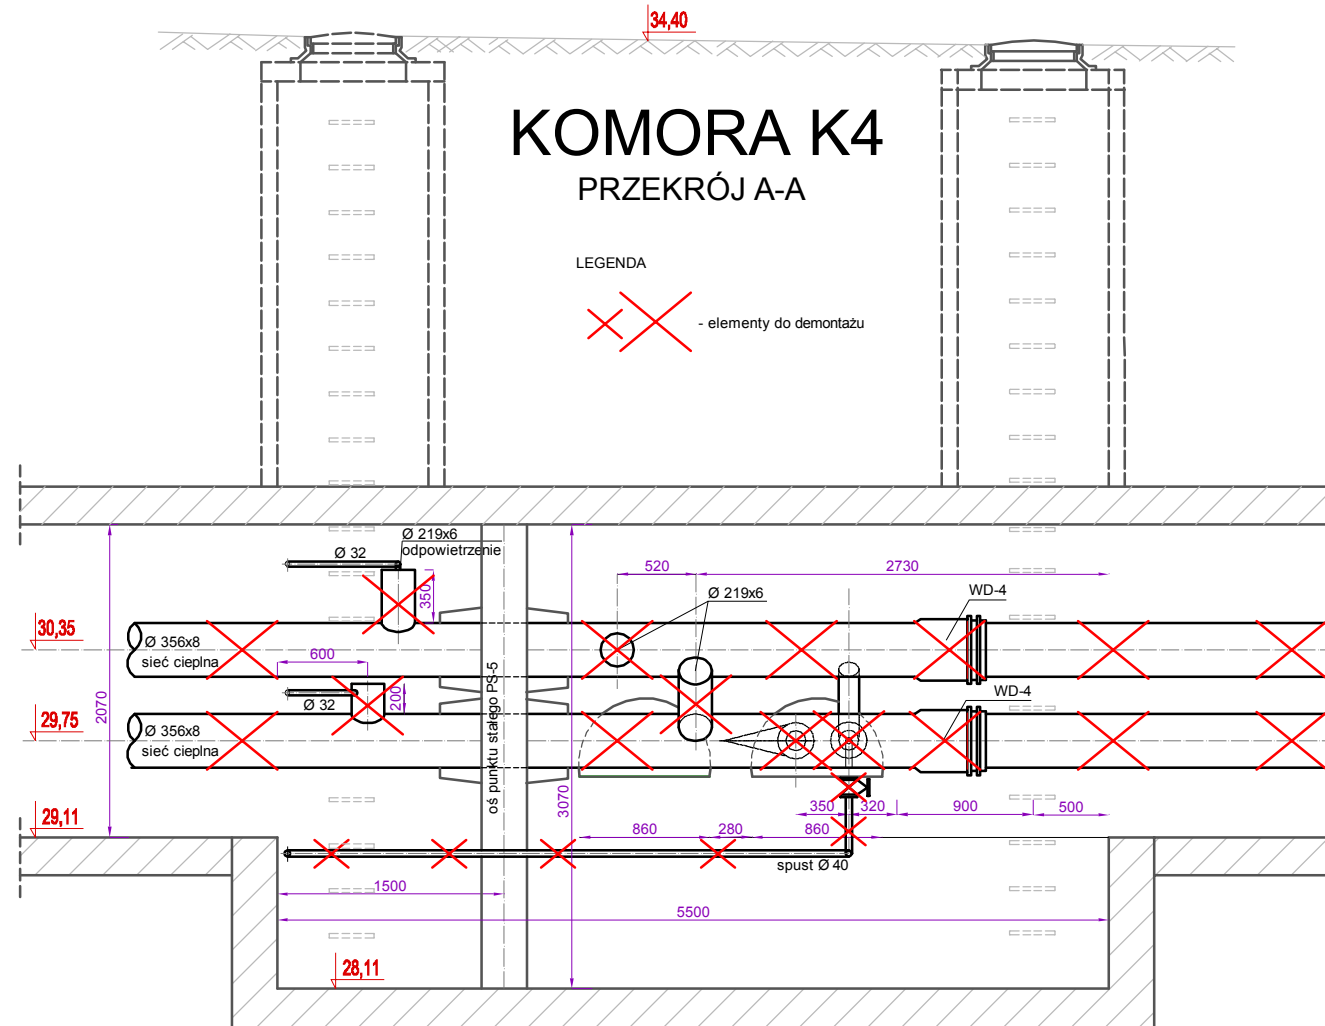 34,40
KOMORA K4
PRZEKRÓJ A-A
LEGENDA
- elementy do demontażu
Ø 219x6
odpowietrzenie
Ø 32
350
520
2730
Ø 219x6
WD-4
30,35
Ø 356x8
sieć cieplna
600
200
Ø 32
WD-4
2070
29,75
Ø 356x8
sieć cieplna
oś punktu stałego PS-5
3070
29,11
350
320
900
500
860
280
860
spust Ø 40
1500
5500
28,11